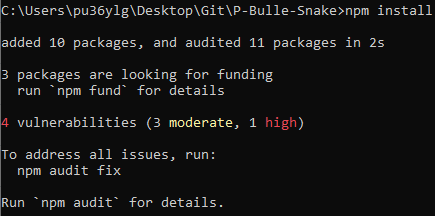 C:\Users\pu36ylg\Desktop\Git\P-Bulle-Snake>npm install
added 10 packages, and audited 11 packages in 2s
3 packages are looking for funding
run `npm fund` for details
4 vulnerabilities (3 moderate, 1 high)
To address all issues, run:
npm audit fix
Run `npm audit` for details.